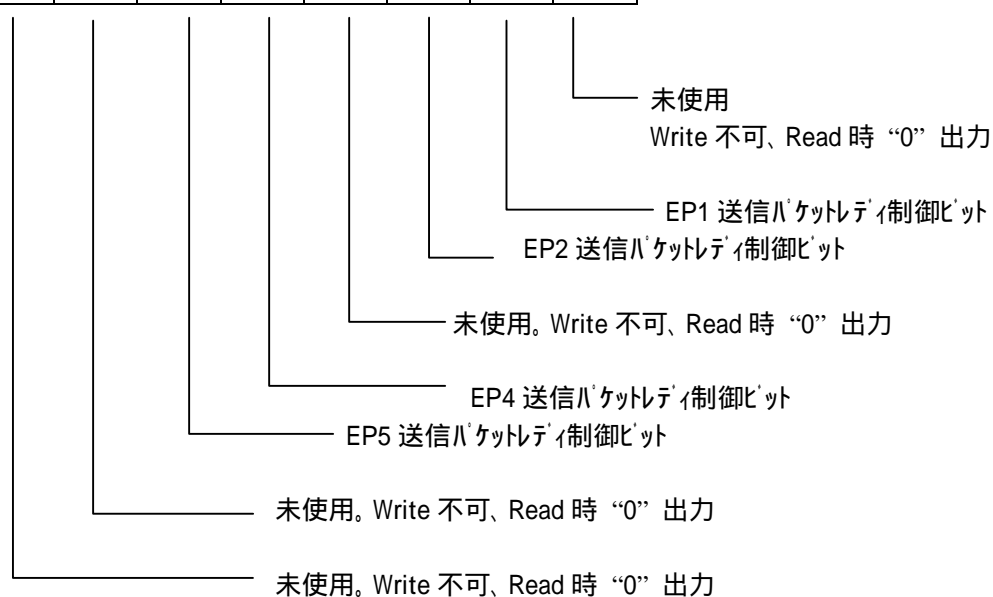 未使用
Write 不可、Read 時 “0” 出力
EP1 送信ﾊﾟｹｯﾄﾚﾃﾞｨ制御ﾋﾞｯﾄ
EP2 送信ﾊﾟｹｯﾄﾚﾃﾞｨ制御ﾋﾞｯﾄ
未使用。Write 不可、Read 時 “0” 出力
EP4 送信ﾊﾟｹｯﾄﾚﾃﾞｨ制御ﾋﾞｯﾄ
EP5 送信ﾊﾟｹｯﾄﾚﾃﾞｨ制御ﾋﾞｯﾄ
未使用。Write 不可、Read 時 “0” 出力
未使用。Write 不可、Read 時 “0” 出力